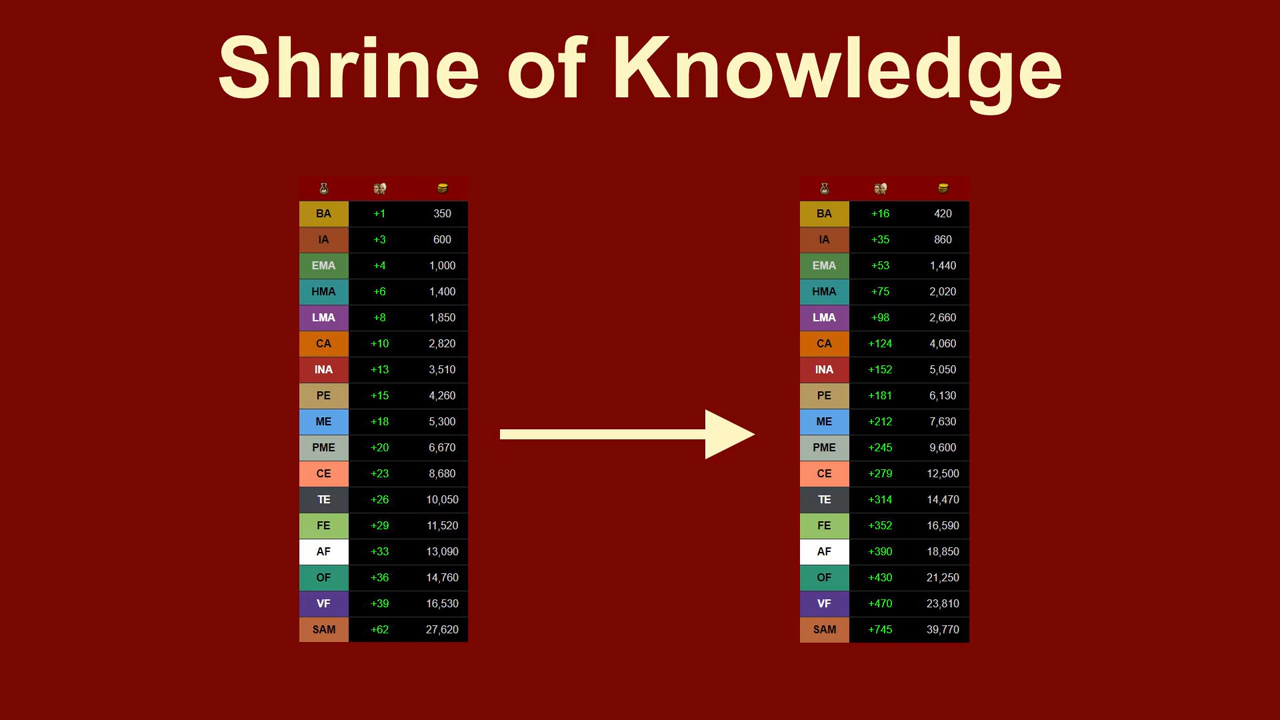 Shrine of Knowledge
BA +1 350
IA +3 600
EMA +4 1,000
HMA +6 1,400
LMA +8 1,850
CA +10 2,820
INA +13 3,510
PE +15 4,260
ME +18 5,300
PME +20 6,670
CE +23 8,680
TE +26 10,050
FE +29 11,520
AF +33 13,090
OF +36 14,760
VF +39 16,530
SAM +62 27,620
BA +16 420
IA +35 860
EMA +53 1,440
HMA +75 2,020
LMA +98 2,660
CA +124 4,060
INA +152 5,050
PE +181 6,130
ME +212 7,630
PME +245 9,600
CE +279 12,500
TE +314 14,470
FE +352 16,590
AF +390 18,850
OF +430 21,250
VF +470 23,810
SAM +745 39,770